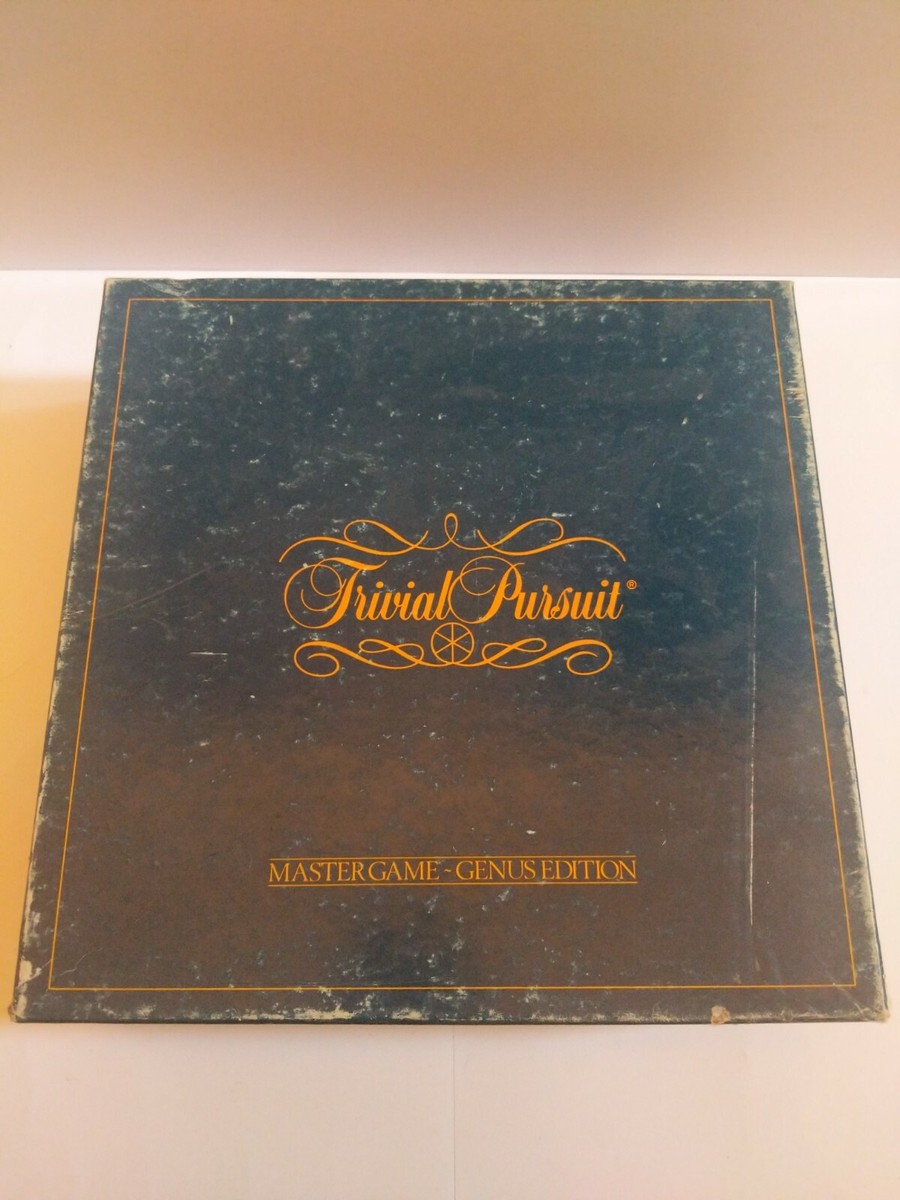 Trivial Pursuit®
MASTER GAME ~ GENUS EDITION